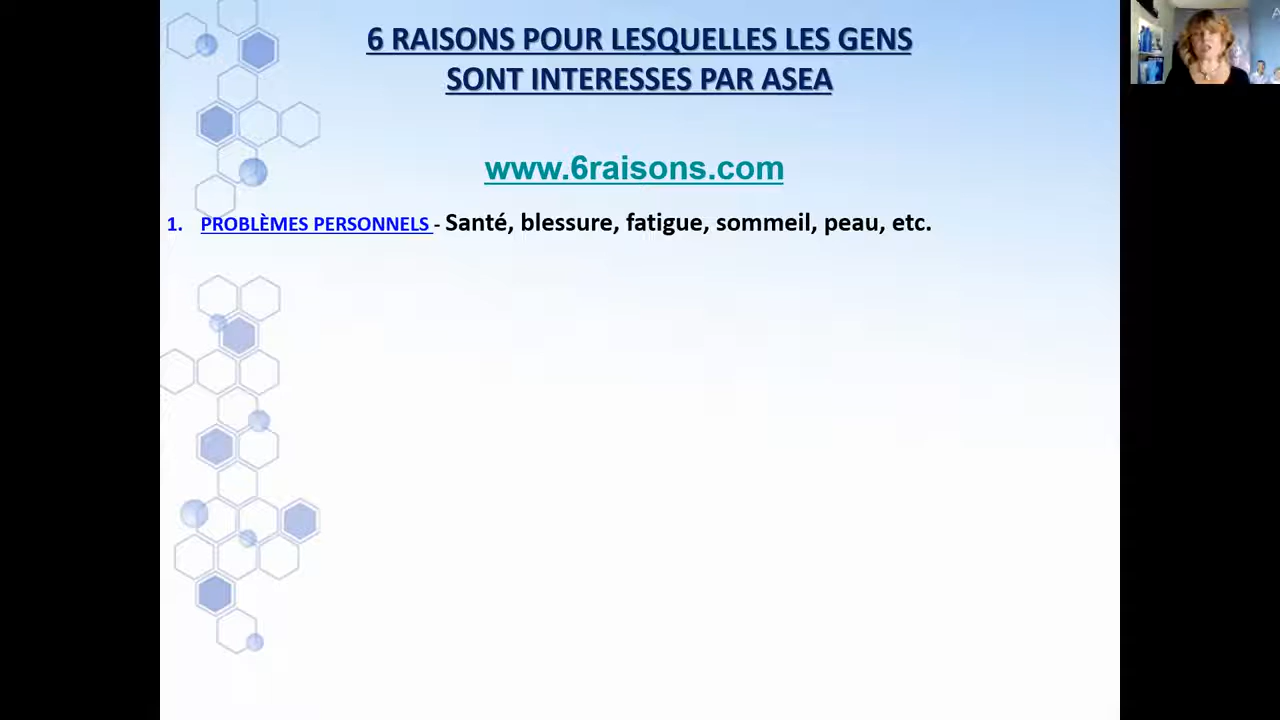 6 RAISONS POUR LESQUELLES LES GENS
SONT INTERESSES PAR ASEA
www.6raisons.com
1. PROBLÈMES PERSONNELS - Santé, blessure, fatigue, sommeil, peau, etc.